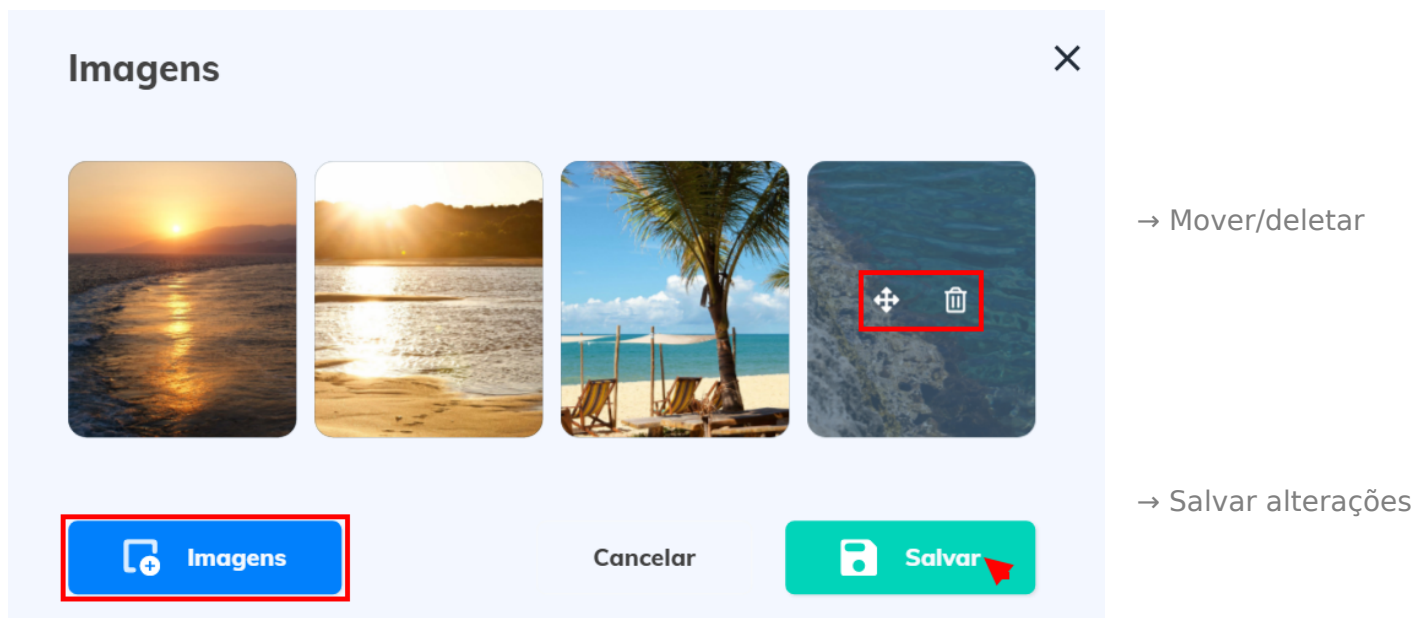 Imagens
→ Mover/deletar
→ Salvar alterações
Imagens
Cancelar
Salvar